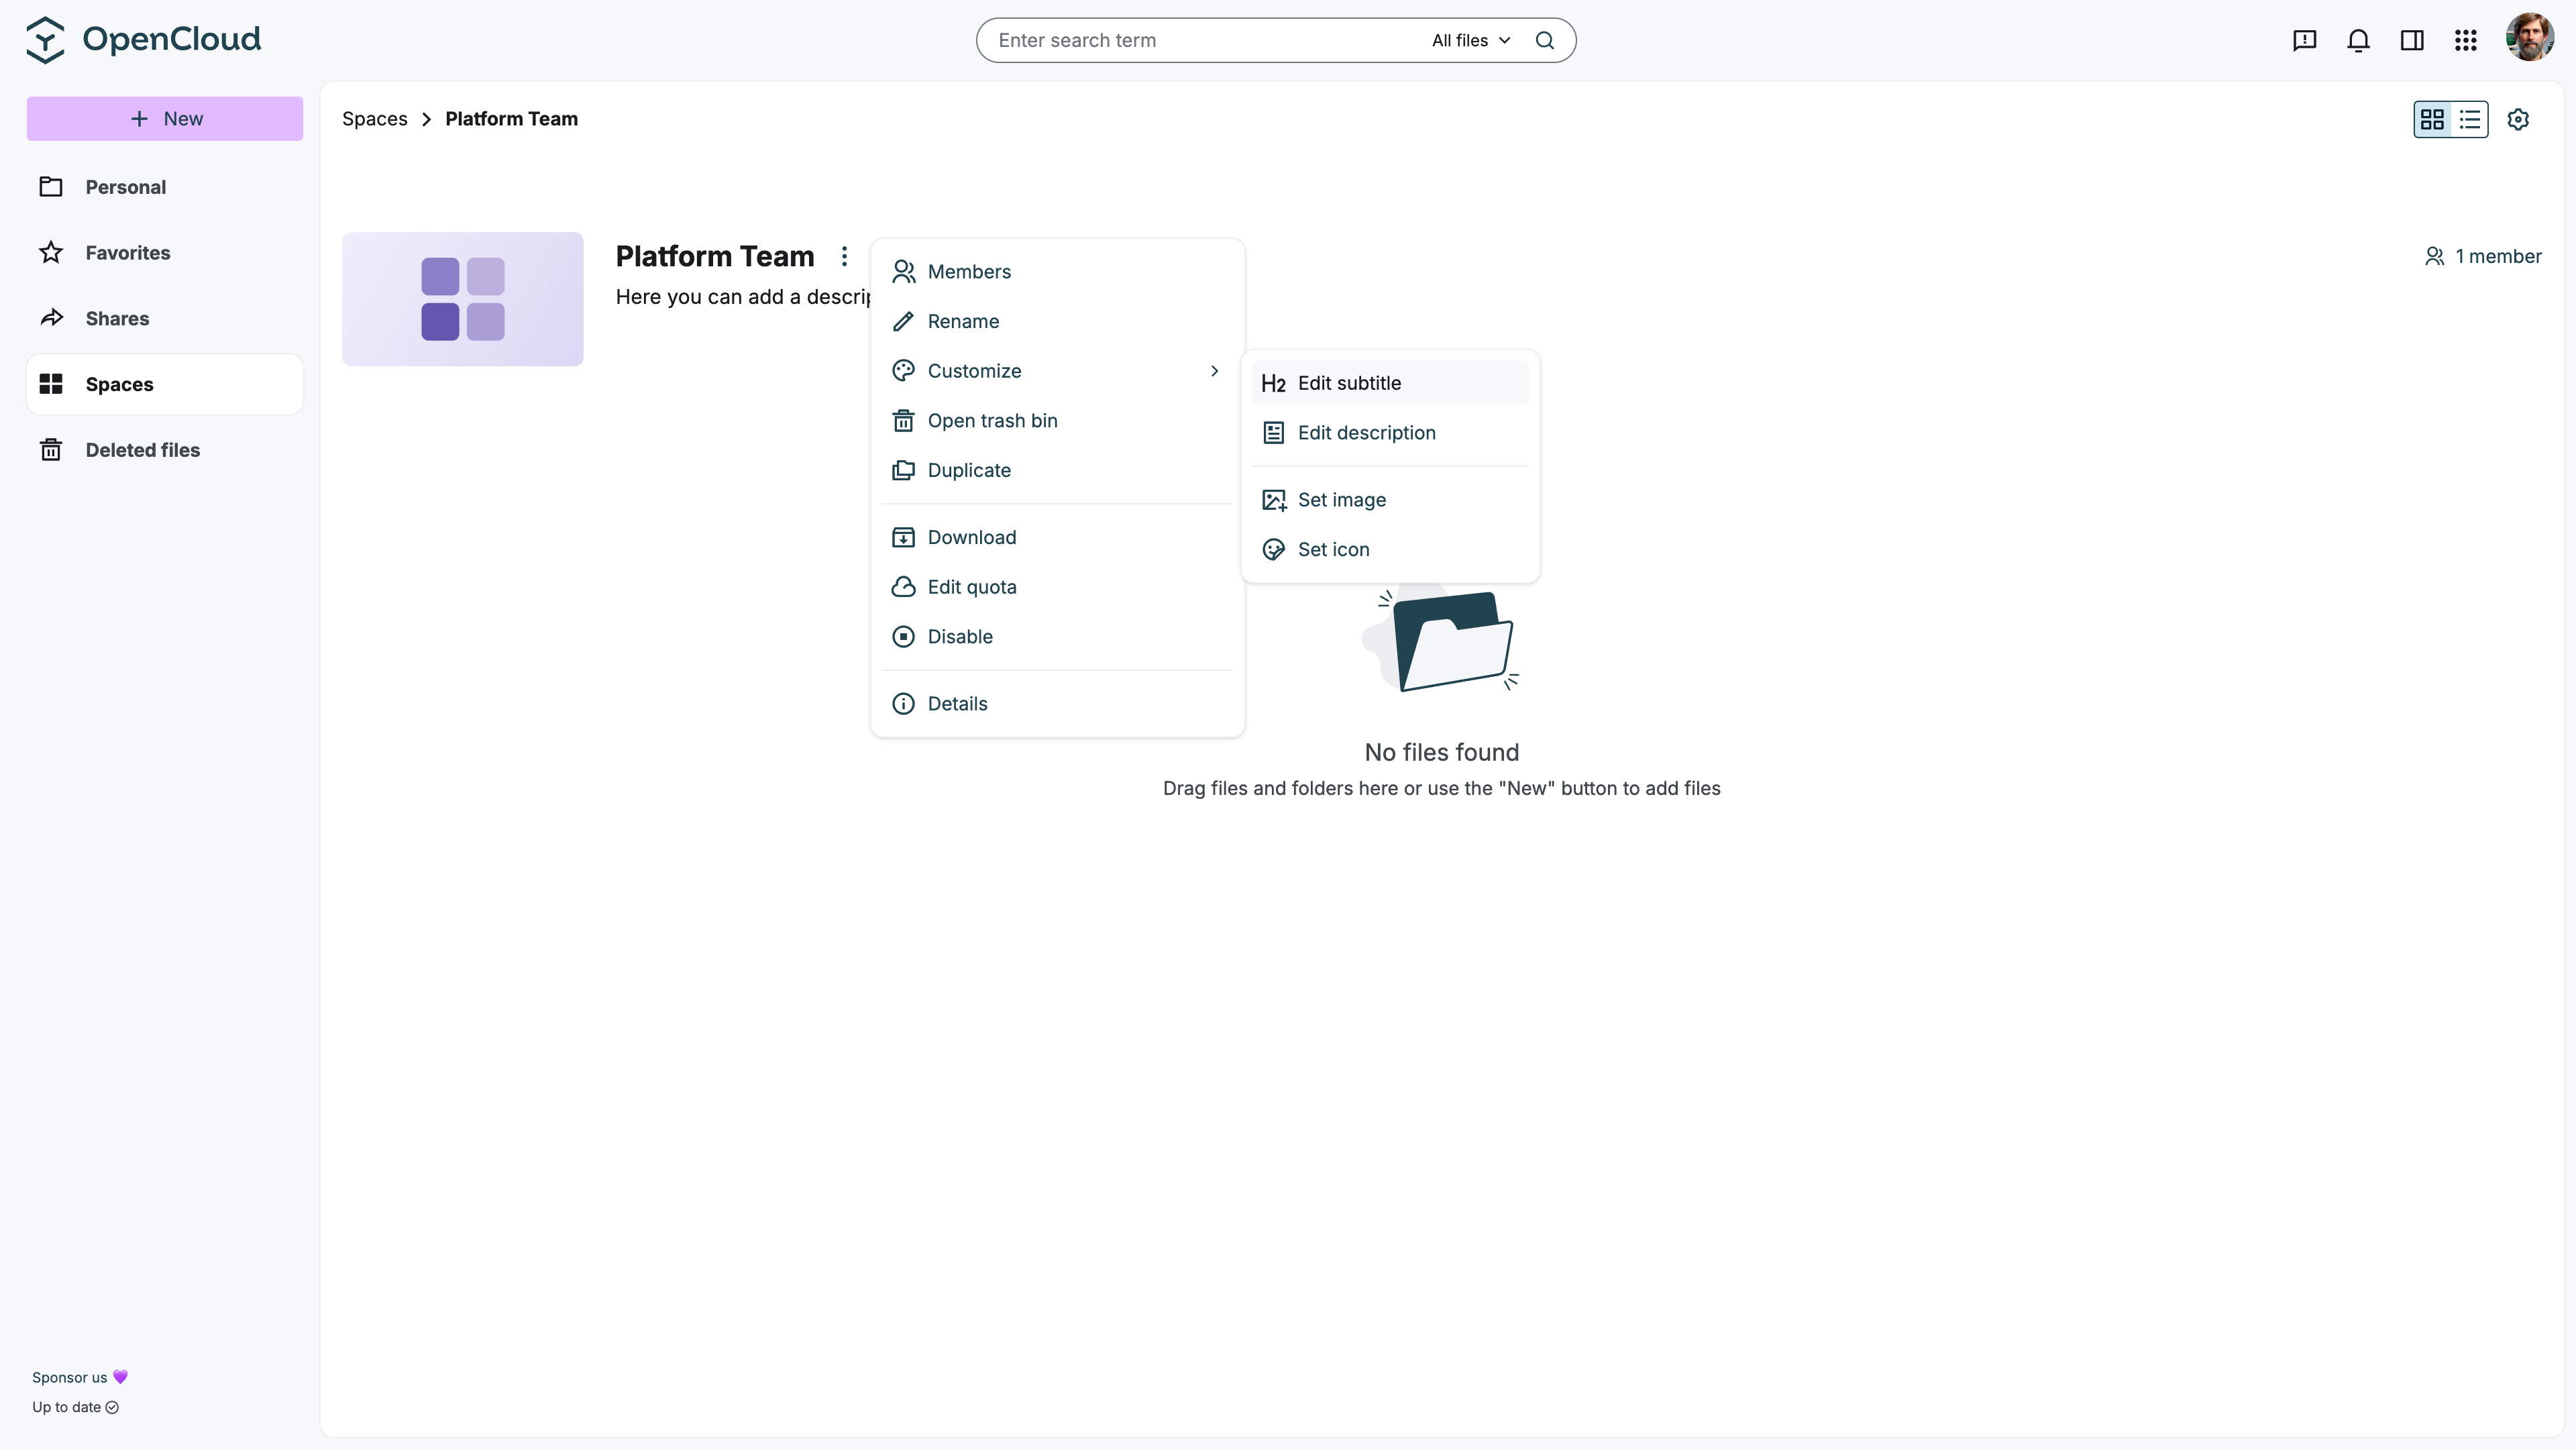 OpenCloud
Enter search term
All files
New
Spaces
Platform Team
Personal
Favorites
Shares
Spaces
Deleted files
Platform Team
Here you can add a descrip
1 member
Members
Rename
Customize
Open trash bin
Duplicate
Download
Edit quota
Disable
Details
H2 Edit subtitle
Edit description
Set image
Set icon
No files found
Drag files and folders here or use the "New" button to add files
Sponsor us 💜
Up to date